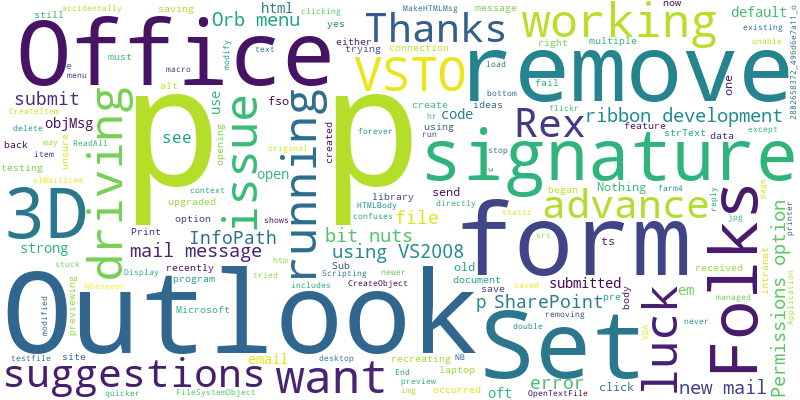 still
accidentally
clicking
MakeHTMLMsg
message
now
e
menu
macro
Orb menu
html
yes
either
trying
connection
default
existing
unable
Office
saving
text
Thanks
working
right
multiple
fail
must
modify
alt
load
bottom
one
submit
fso
VSTO
create
ideas
flickr
remove
CreateItem
use
hr
run
code
ribbon development
delete
unsure
objMsg
see
using
stop
feature
strText
except
back
ReadAll
way
opening
created
forever
original
Rex
data
testing
item
olMailItem
driving
issue
p
p
signature
2882658372_496d6e7a11_o
context
upgraded
open
library
send
Nothing
farm4
began
3D
option
HTMLBody
directly
file
advance
reply
page
strong
Print
InfoPath
running
confuses
bit nuts
form
static
src
ts
jpg
printer
mail message
shows
using VS2008
old
submitted
Folks
Permissions option
recently
Sub
document
save
pre
body
received
intranet
stuck
Display
program
tried
htm
Scripting
newer
p
SharePoint
em
Application
previewing
Whenever
Microsoft
includes
CreateObject
saved
double
removing
VBA
luck
managed
modified
Outlook
Set
never
testfile
site
email
desktop
NB
oft
error
site
suggestions
want
recreating
laptop
End
preview
img
occurred
click
new mail
quicker
FileSystemObject
OpenTextFile